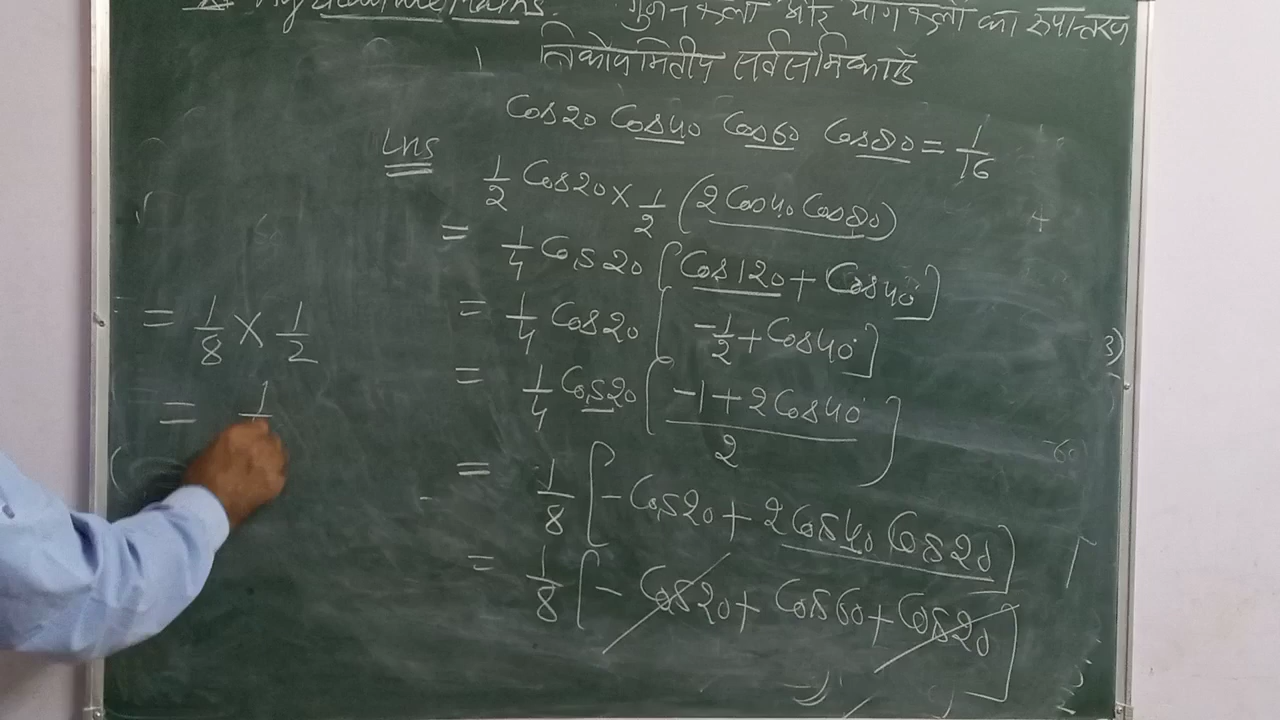 Maths. गुणनफलों और योगफलों का रूपान्तरण
त्रिकोणमितीय सर्वसमिकाऐं
Cos20 Cos40 Cos60 Cos80 = 1/16
LHS
1/2 Cos20 × 1/2 (2Cos40 Cos80)
= 1/4 Cos20 [Cos120 + Cos40]
= 1/4 Cos20 [-1/2 + Cos40]
= 1/4 Cos20 [(-1 + 2Cos40)/2]
= 1/8 [-Cos20 + 2Cos40 Cos20]
= 1/8 [-Cos20 + Cos60 + Cos20]
= 1/8 × 1/2
= 1
3)